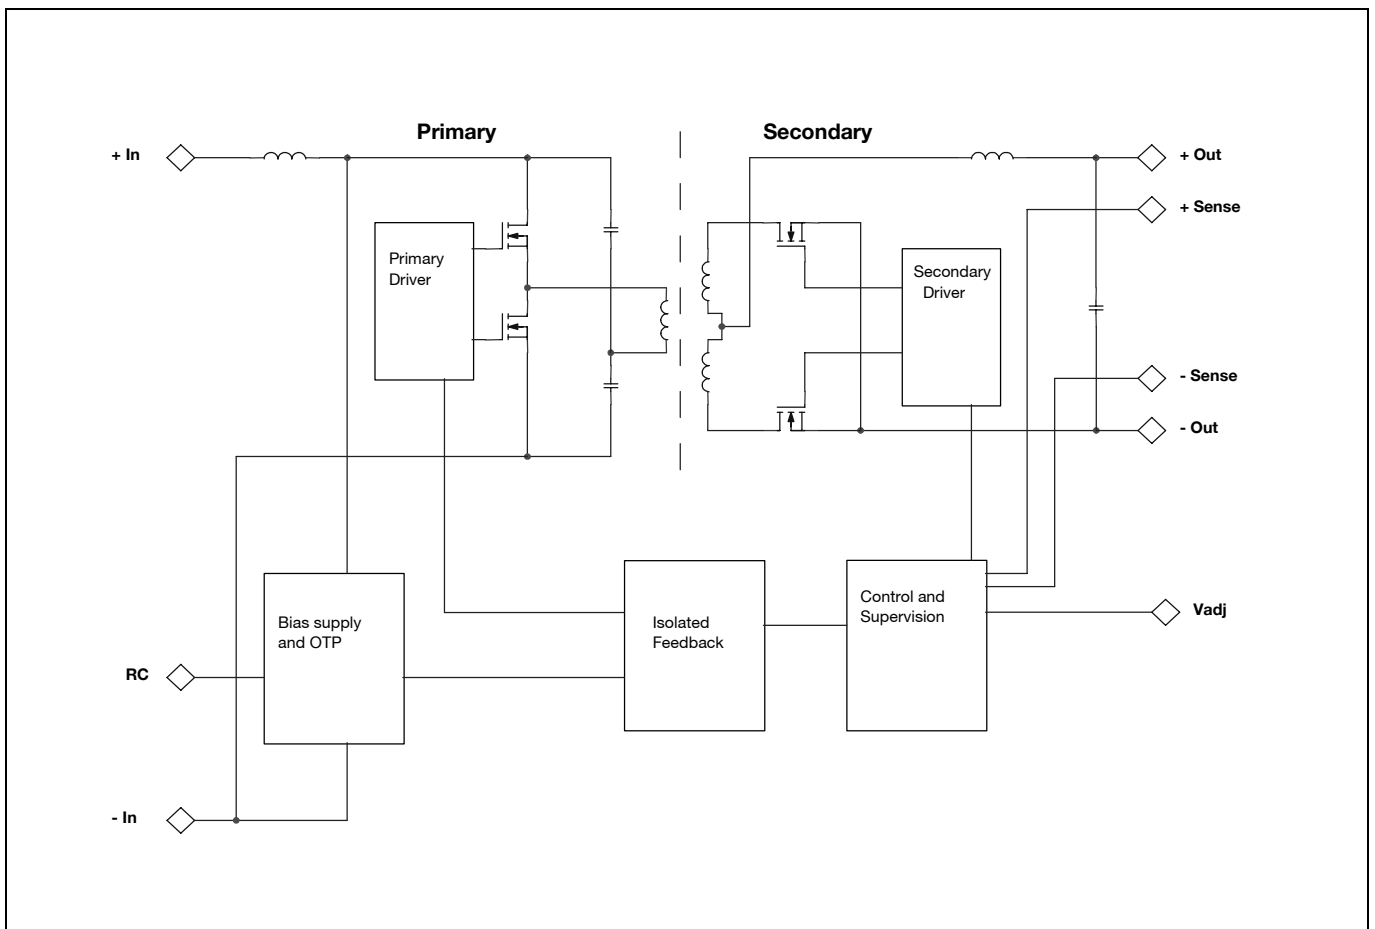 Primary
Secondary
+ In
+ Out
+ Sense
Primary
Driver
Secondary
Driver
- Sense
- Out
Bias supply
and OTP
Isolated
Feedback
Control and
Supervision
Vadj
RC
- In